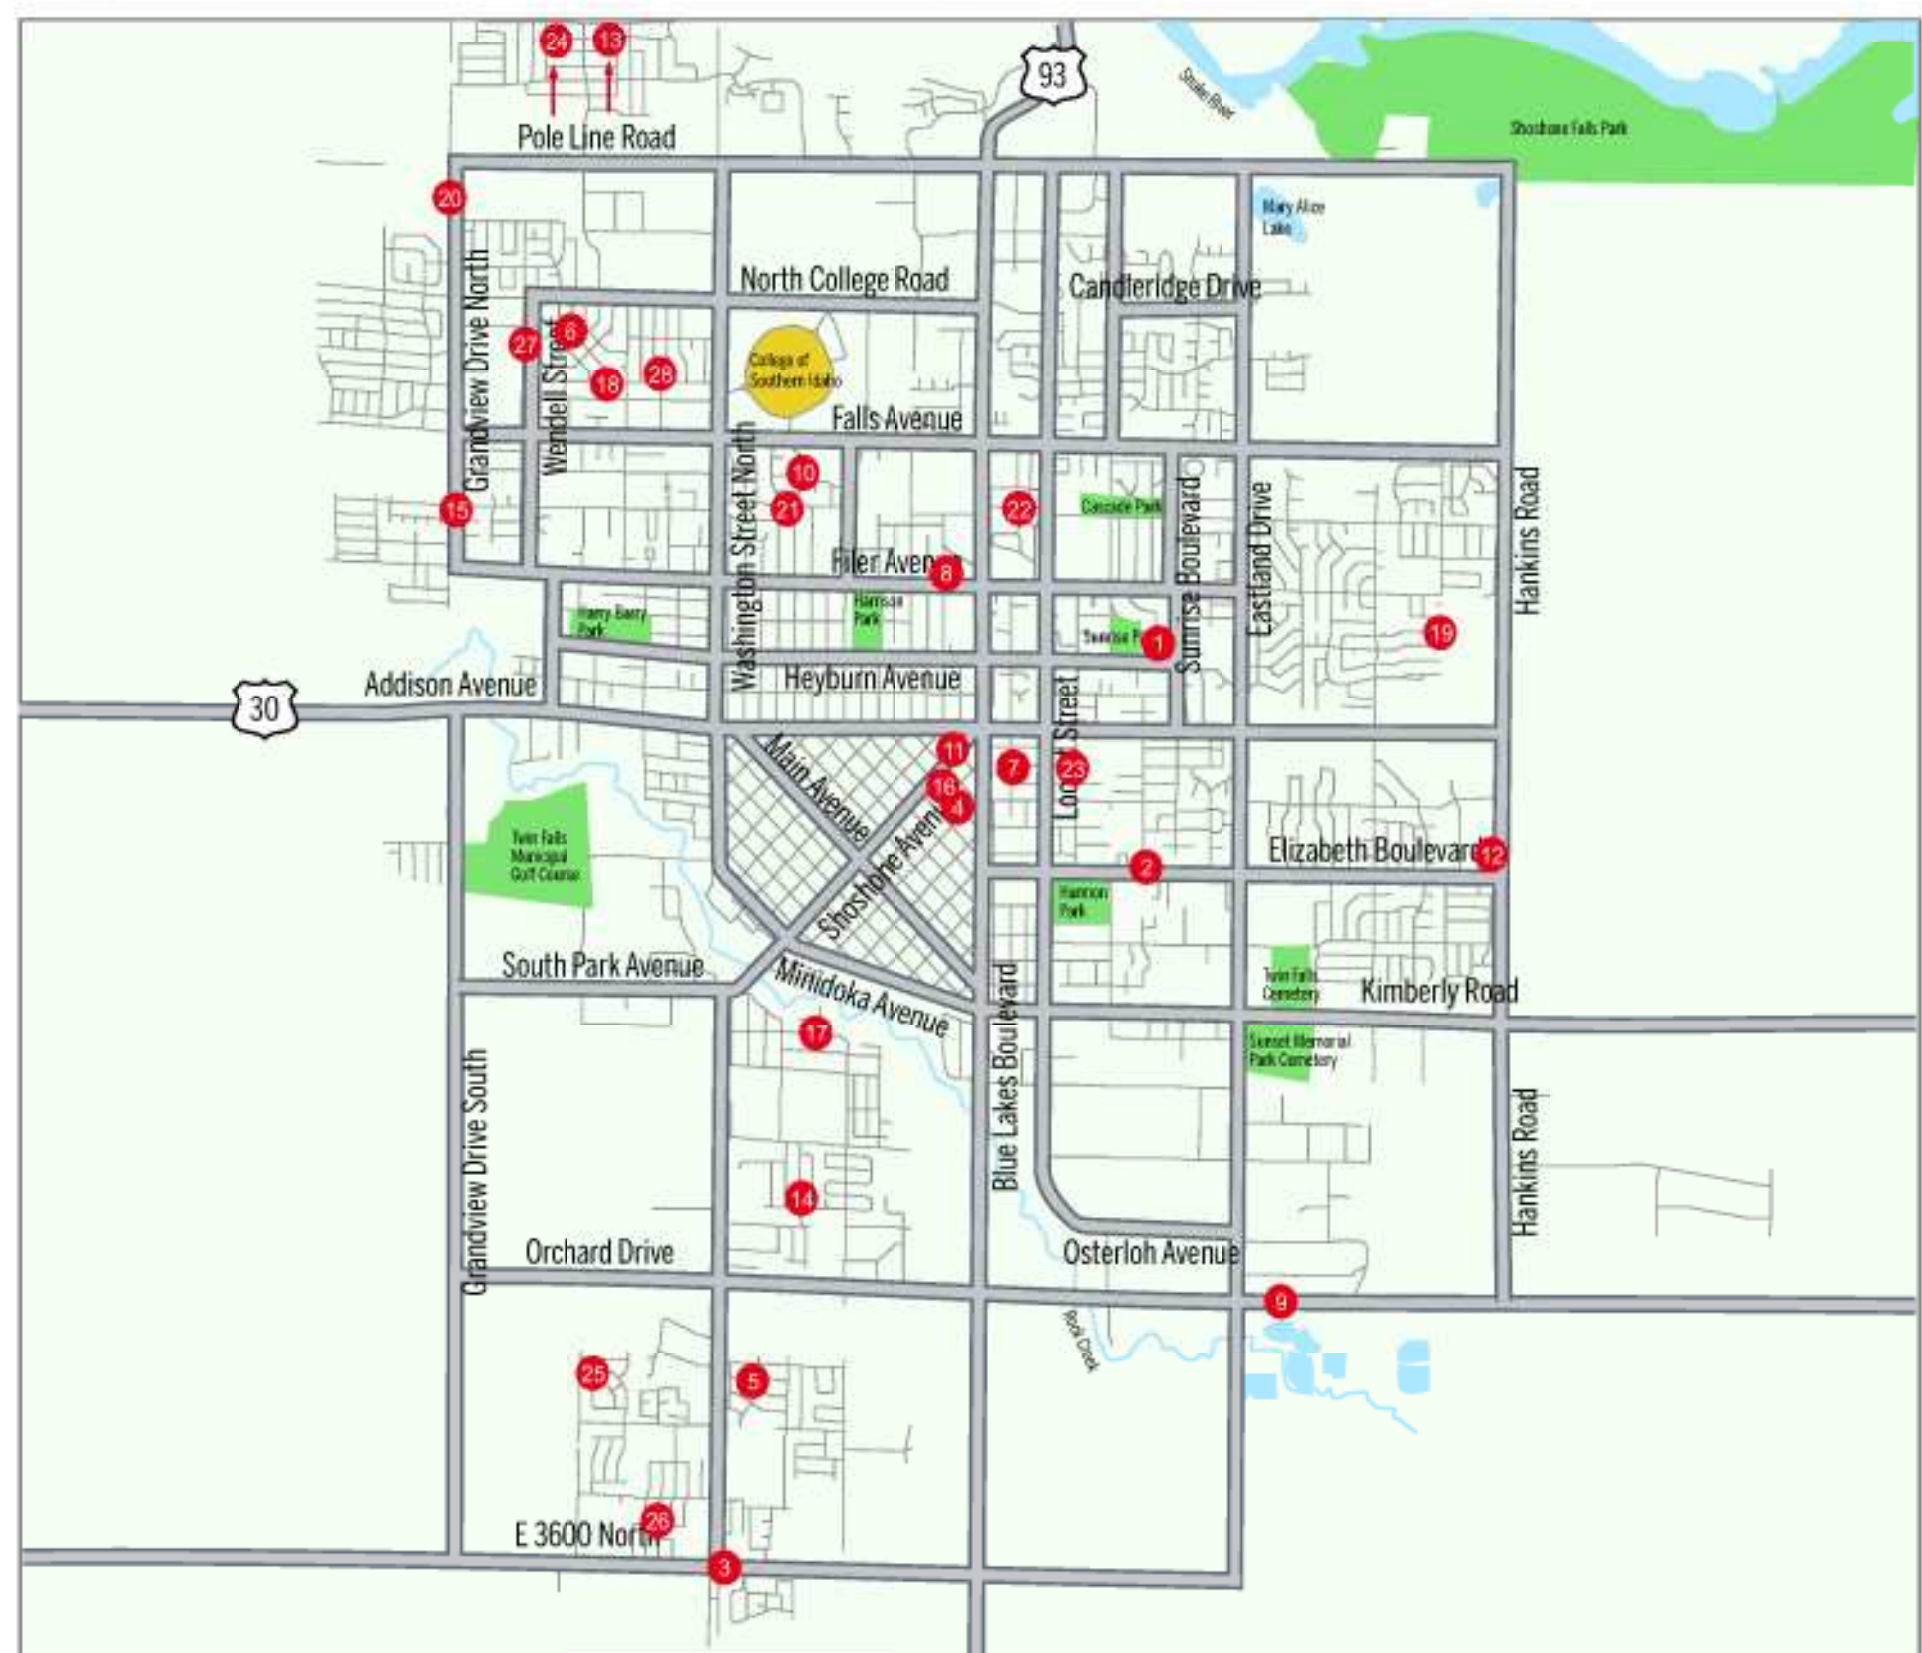 24
13
93
Snake River
Shoshone Falls Park
Pole Line Road
20
Mary Alice
Lake
Grandview Drive North
North College Road
Candleridge Drive
27
Wendell Street
6
18
28
College of
Southern Idaho
Falls Avenue
15
Washington Street North
10
21
22
Cascade Park
Sunrise Boulevard
Eastland Drive
Hankins Road
Filer Avenue
8
Harry Barry
Park
Harrison
Park
Sunrise P
1
19
Addison Avenue
Heyburn Avenue
30
Main Avenue
11
16
4
7
Locust Street
23
Shoshone Avenue
Twin Falls
Municipal
Golf Course
2
Elizabeth Boulevard
12
Harmon
Park
South Park Avenue
Minidoka Avenue
Twin Falls
Cemetery
Kimberly Road
17
Blue Lakes Boulevard
Sunset Memorial
Park Cemetery
Grandview Drive South
Hankins Road
14
Orchard Drive
Osterloh Avenue
9
Rock Creek
25
5
26
E 3600 North
3